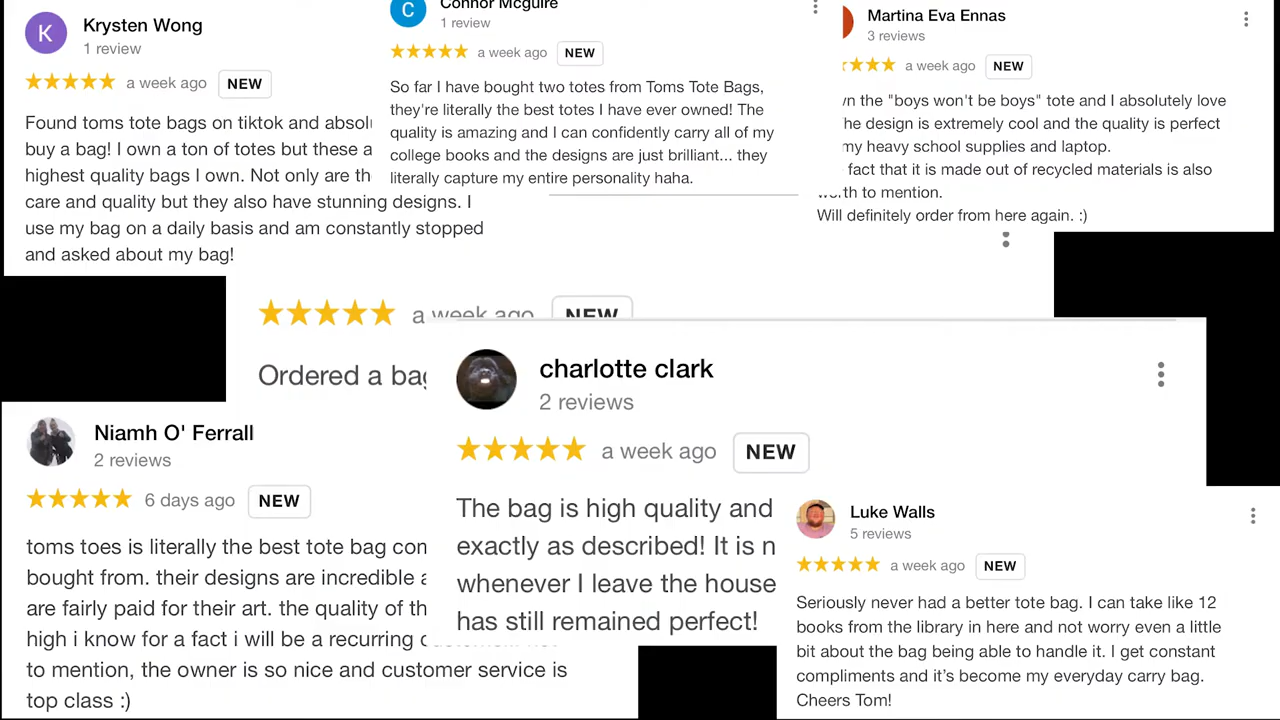 K
Krysten Wong
1 review
a week ago NEW
Found toms tote bags on tiktok and absol
buy a bag! I own a ton of totes but these a
highest quality bags I own. Not only are th
care and quality but they also have stunning designs. I
use my bag on a daily basis and am constantly stopped
and asked about my bag!
C
Connor Mcguire
1 review
a week ago NEW
So far I have bought two totes from Toms Tote Bags,
they're literally the best totes I have ever owned! The
quality is amazing and I can confidently carry all of my
college books and the designs are just brilliant... they
literally capture my entire personality haha.
Martina Eva Ennas
3 reviews
a week ago NEW
the "boys won't be boys" tote and I absolutely love
design is extremely cool and the quality is perfect
my heavy school supplies and laptop.
fact that it is made out of recycled materials is also
worth to mention.
Will definitely order from here again. :)
a week ago NEW
Ordered a bag
charlotte clark
2 reviews
a week ago NEW
The bag is high quality and
exactly as described! It is n
whenever I leave the house
has still remained perfect!
Niamh O' Ferrall
2 reviews
6 days ago NEW
toms toes is literally the best tote bag com
bought from. their designs are incredible a
are fairly paid for their art. the quality of th
high i know for a fact i will be a recurring
to mention, the owner is so nice and customer service is
top class :)
Luke Walls
5 reviews
a week ago NEW
Seriously never had a better tote bag. I can take like 12
books from the library in here and not worry even a little
bit about the bag being able to handle it. I get constant
compliments and it's become my everyday carry bag.
Cheers Tom!